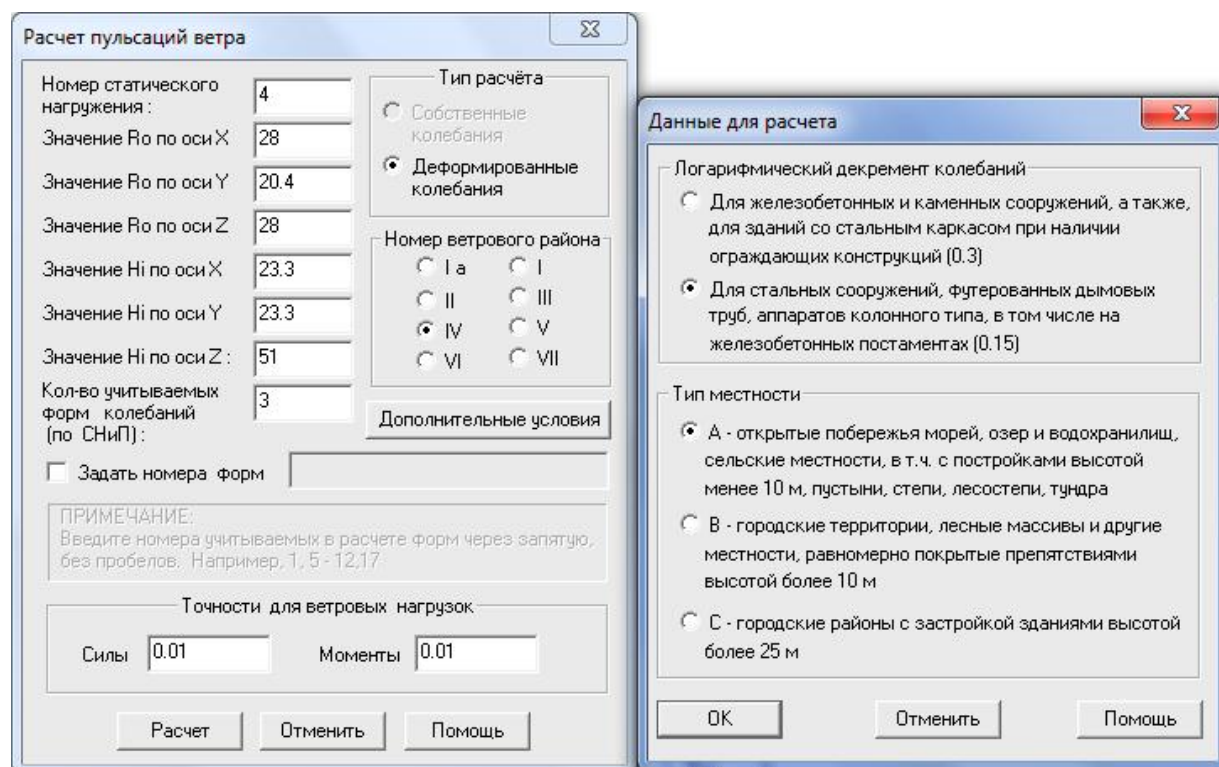 Расчет пульсаций ветра
Номер статического
нагружения :
4
Значение Ro по оси X
28
Значение Ro по оси Y
20.4
Значение Ro по оси Z
28
Значение Hi по оси X
23.3
Значение Hi по оси Y
23.3
Значение Hi по оси Z :
51
Кол-во учитываемых
форм колебаний
(по СНиП) :
3
Тип расчёта
Собственные
колебания
Деформированные
колебания
Номер ветрового района
I а
I
II
III
IV
V
VI
VII
Дополнительные условия
Задать номера форм
ПРИМЕЧАНИЕ:
Введите номера учитываемых в расчете форм через запятую,
без пробелов. Например, 1, 5 - 12,17
Точности для ветровых нагрузок
Силы
0.01
Моменты
0.01
Расчет
Отменить
Помощь
Данные для расчета
Логарифмический декремент колебаний
Для железобетонных и каменных сооружений, а также,
для зданий со стальным каркасом при наличии
ограждающих конструкций (0.3)
Для стальных сооружений, футерованных дымовых
труб, аппаратов колонного типа, в том числе на
железобетонных постаментах (0.15)
Тип местности
А - открытые побережья морей, озер и водохранилищ,
сельские местности, в т.ч. с постройками высотой
менее 10 м, пустыни, степи, лесостепи, тундра
В - городские территории, лесные массивы и другие
местности, равномерно покрытые препятствиями
высотой более 10 м
С - городские районы с застройкой зданиями высотой
более 25 м
OK
Отменить
Помощь